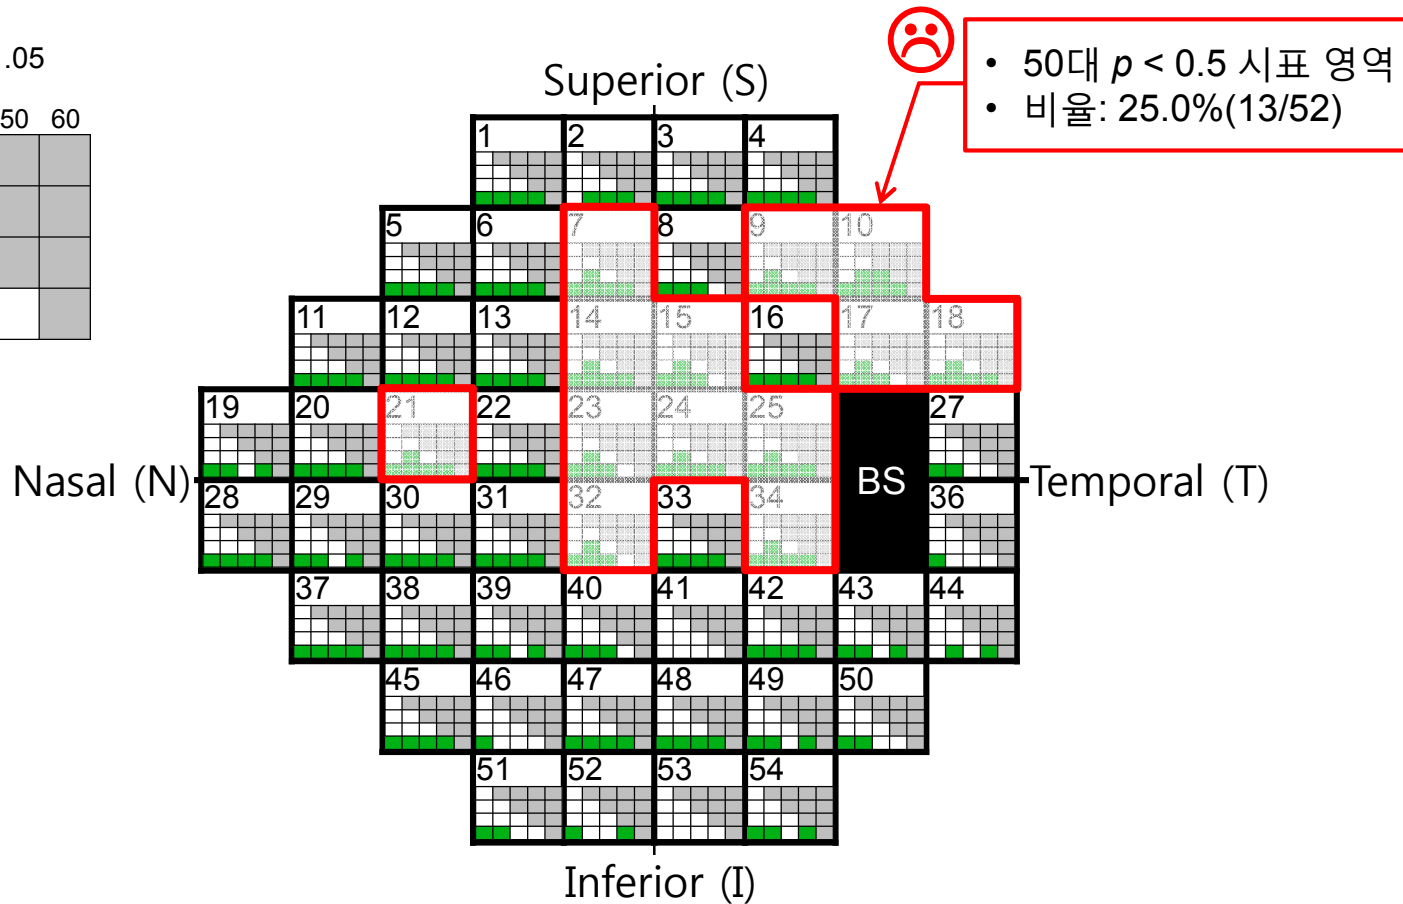 .05
50 60
Superior (S)
• 50대 p < 0.5 시표 영역
• 비율: 25.0%(13/52)
1 2 3 4
5 6 7 8 9 10
11 12 13 14 15 16 17 18
19 20 21 22 23 24 25 27
Nasal (N) BS Temporal (T)
28 29 30 31 32 33 34 36
37 38 39 40 41 42 43 44
45 46 47 48 49 50
51 52 53 54
Inferior (I)